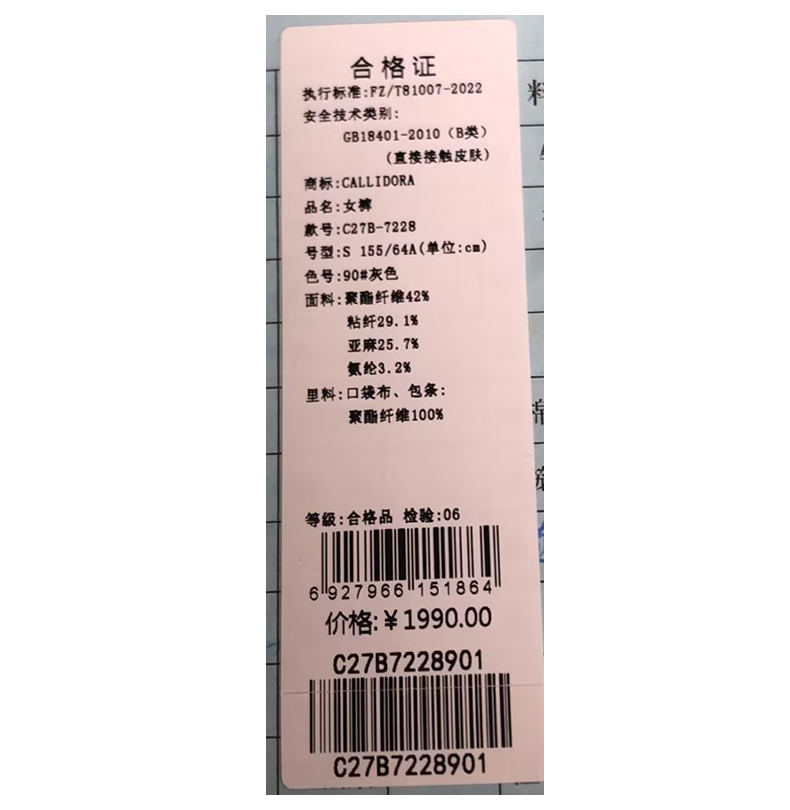 合格证
执行标准:FZ/T81007-2022
安全技术类别:
GB18401-2010（B类）
(直接接触皮肤)
商标:CALLIDORA
品名:女裤
款号:C27B-7228
号型:S 155/64A(单位:cm)
色号:90#灰色
面料:聚酯纤维42%
粘纤29.1%
亚麻25.7%
氨纶3.2%
里料:口袋布、包条:
聚酯纤维100%
等级:合格品 检验:06
6 927966 151864
价格:¥1990.00
C27B7228901
C27B7228901
料